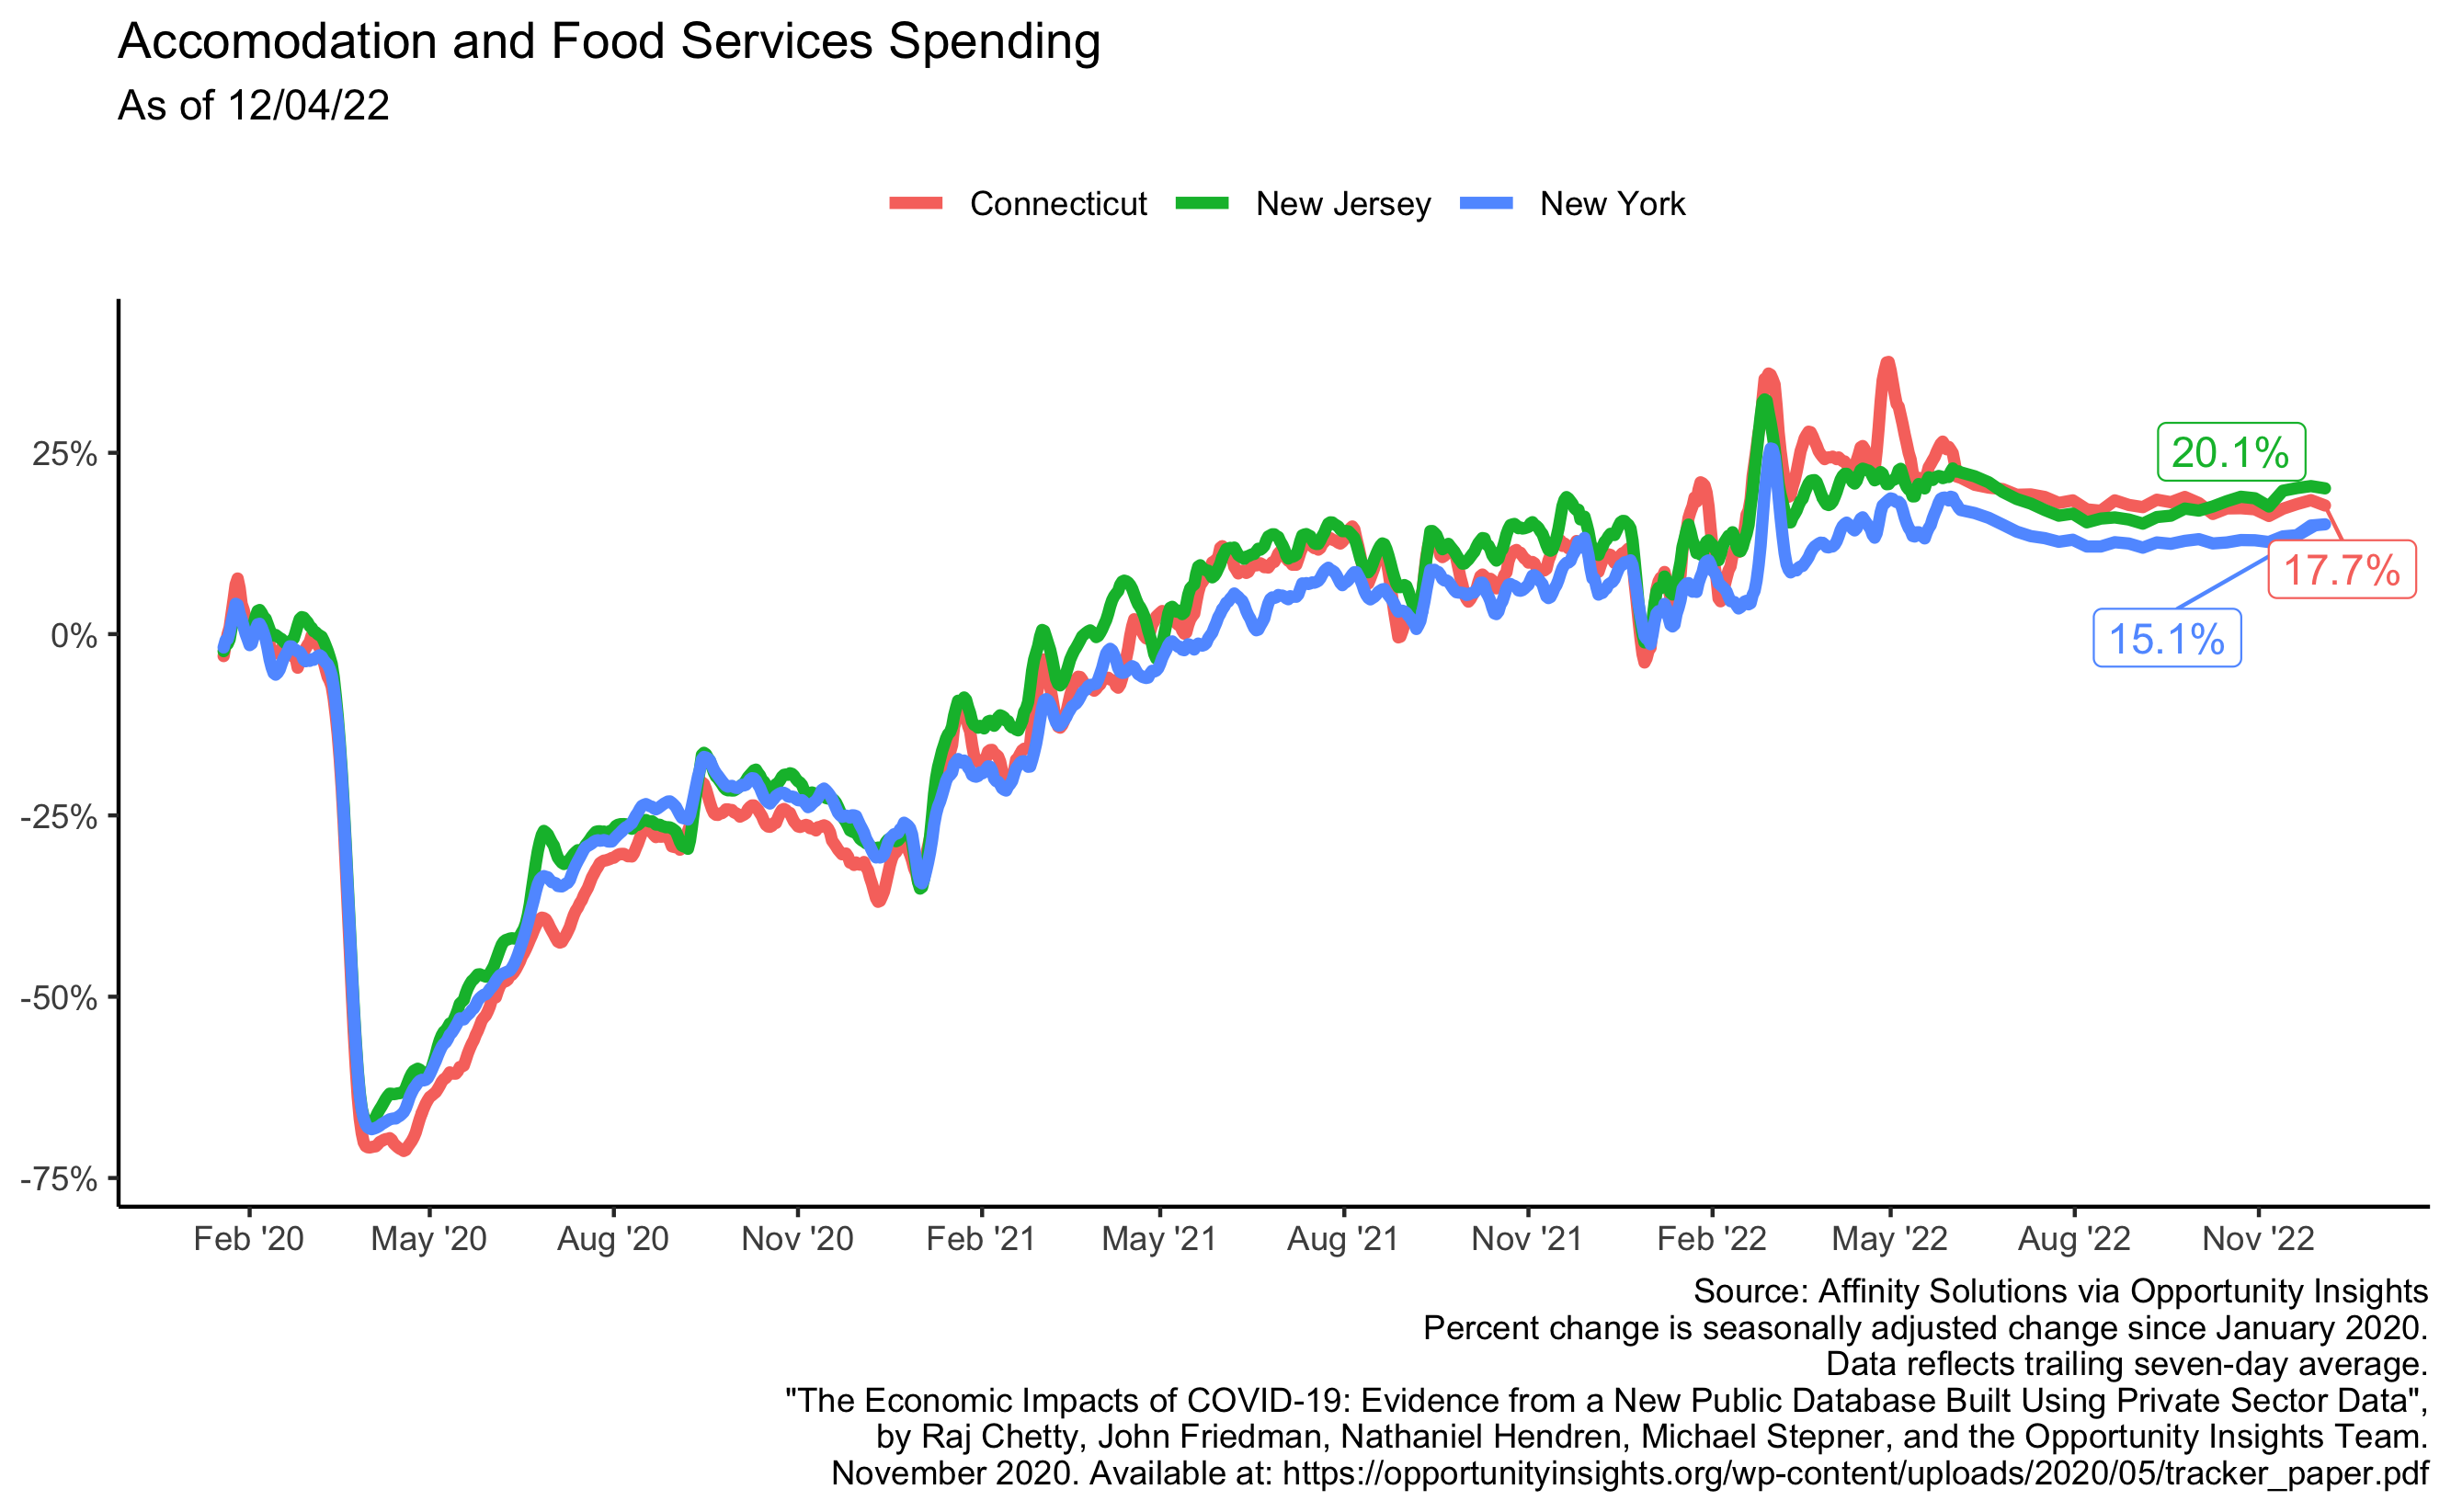 Accomodation and Food Services Spending
As of 12/04/22
Connecticut New Jersey New York
25%
0%
-25%
-50%
-75%
20.1%
17.7%
15.1%
Feb '20 May '20 Aug '20 Nov '20 Feb '21 May '21 Aug '21 Nov '21 Feb '22 May '22 Aug '22 Nov '22
Source: Affinity Solutions via Opportunity Insights
Percent change is seasonally adjusted change since January 2020.
Data reflects trailing seven-day average.
"The Economic Impacts of COVID-19: Evidence from a New Public Database Built Using Private Sector Data",
by Raj Chetty, John Friedman, Nathaniel Hendren, Michael Stepner, and the Opportunity Insights Team.
November 2020. Available at: https://opportunityinsights.org/wp-content/uploads/2020/05/tracker_paper.pdf